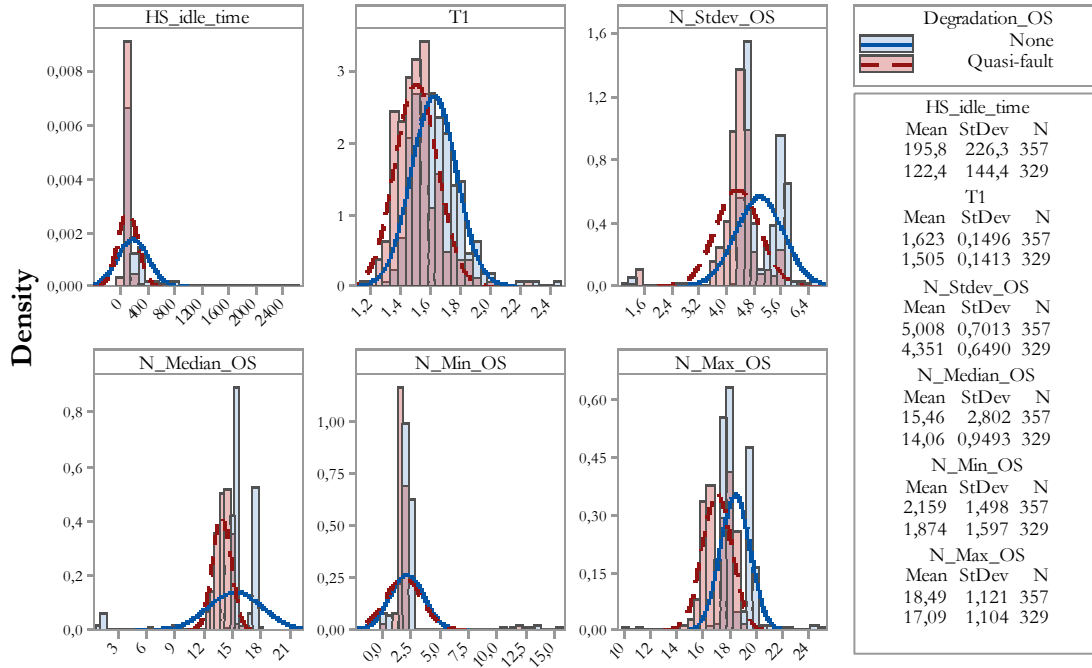 HS_idle_time
T1
N_Stdev_OS
Density
0,008
0,006
0,004
0,002
0,000
0
400
800
1200
1600
2000
2400
3
2
1
0
1,2
1,4
1,6
1,8
2,0
2,2
2,4
1,6
1,2
0,8
0,4
0,0
1,6
2,4
3,2
4,0
4,8
5,6
6,4
N_Median_OS
N_Min_OS
N_Max_OS
0,8
0,6
0,4
0,2
0,0
3
6
9
12
15
18
21
1,00
0,75
0,50
0,25
0,00
0,0
2,5
5,0
7,5
10,0
12,5
15,0
0,60
0,45
0,30
0,15
0,00
10
12
14
16
18
20
22
24
Degradation_OS
None
Quasi-fault
HS_idle_time
Mean StDev N
195,8 226,3 357
122,4 144,4 329
T1
Mean StDev N
1,623 0,1496 357
1,505 0,1413 329
N_Stdev_OS
Mean StDev N
5,008 0,7013 357
4,351 0,6490 329
N_Median_OS
Mean StDev N
15,46 2,802 357
14,06 0,9493 329
N_Min_OS
Mean StDev N
2,159 1,498 357
1,874 1,597 329
N_Max_OS
Mean StDev N
18,49 1,121 357
17,09 1,104 329